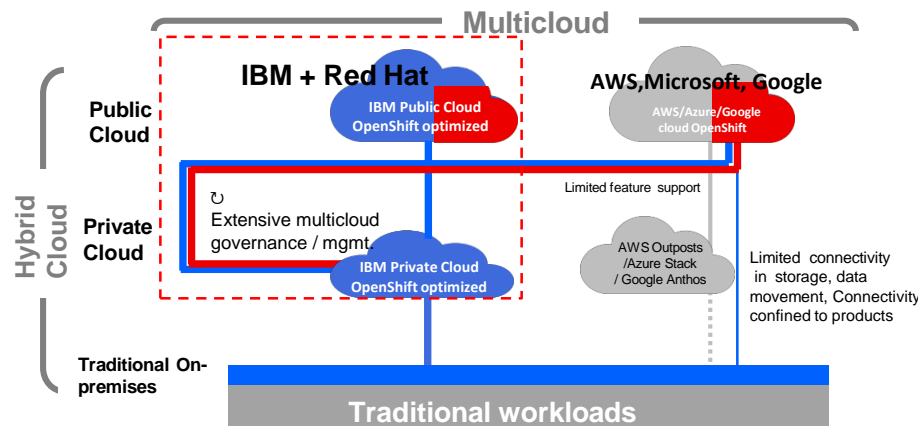 Multicloud
Hybrid
Cloud
Public
Cloud
IBM + Red Hat
IBM Public Cloud
OpenShift optimized
AWS,Microsoft, Google
AWS/Azure/Google
cloud OpenShift
Limited feature support
Private
Cloud
↻
Extensive multicloud
governance / mgmt.
IBM Private Cloud
OpenShift optimized
AWS Outposts
/Azure Stack
/ Google Anthos
Limited connectivity
in storage, data
movement, Connectivity
confined to products
Traditional On-
premises
Traditional workloads